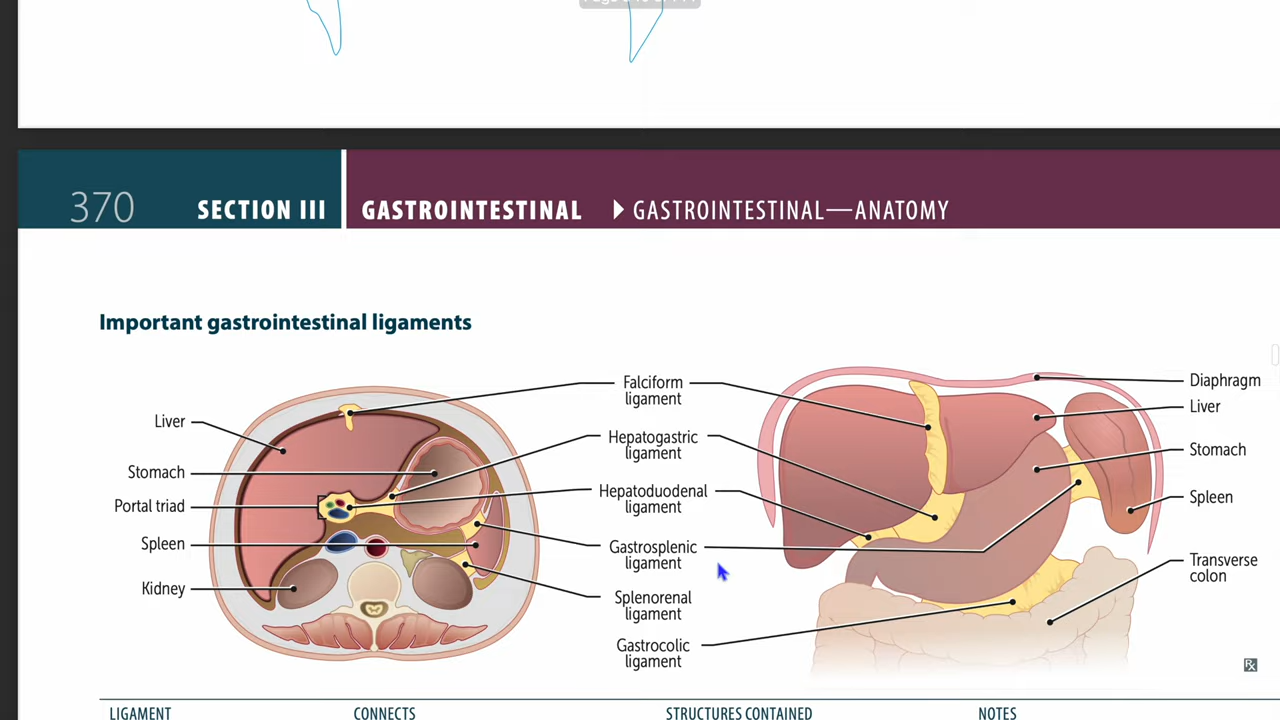 370
SECTION III
GASTROINTESTINAL
GASTROINTESTINAL—ANATOMY
Important gastrointestinal ligaments
Liver
Stomach
Portal triad
Spleen
Kidney
Falciform
ligament
Hepatogastric
ligament
Hepatoduodenal
ligament
Gastrosplenic
ligament
Splenorenal
ligament
Gastrocolic
ligament
Diaphragm
Liver
Stomach
Spleen
Transverse
colon
Rx
LIGAMENT
CONNECTS
STRUCTURES CONTAINED
NOTES